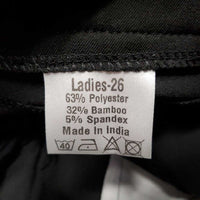 Ladies-26
63% Polyester
32% Bamboo
5% Spandex
Made In India
40